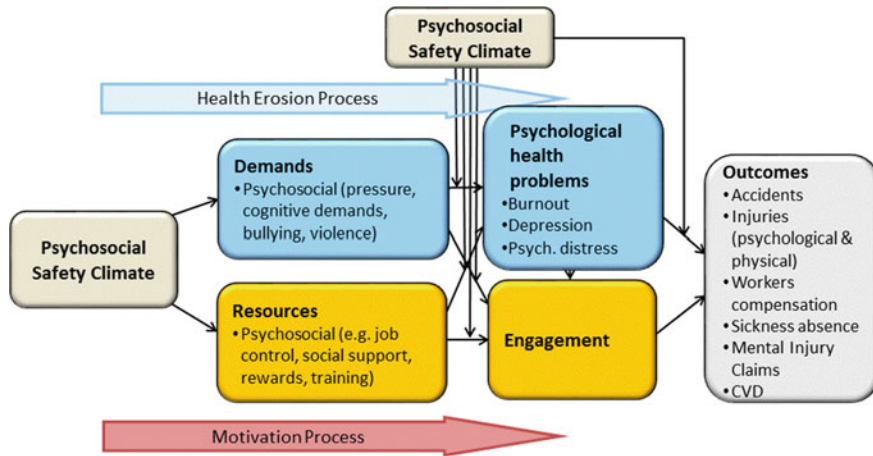 Psychosocial
Safety Climate
Health Erosion Process
Psychosocial
Safety Climate
Demands
•Psychosocial (pressure,
cognitive demands,
bullying, violence)
Resources
•Psychosocial (e.g. job
control, social support,
rewards, training)
Psychological
health
problems
•Burnout
•Depression
•Psych. distress
Engagement
Outcomes
•Accidents
•Injuries
(psychological &
physical)
•Workers
compensation
•Sickness absence
•Mental Injury
Claims
•CVD
Motivation Process